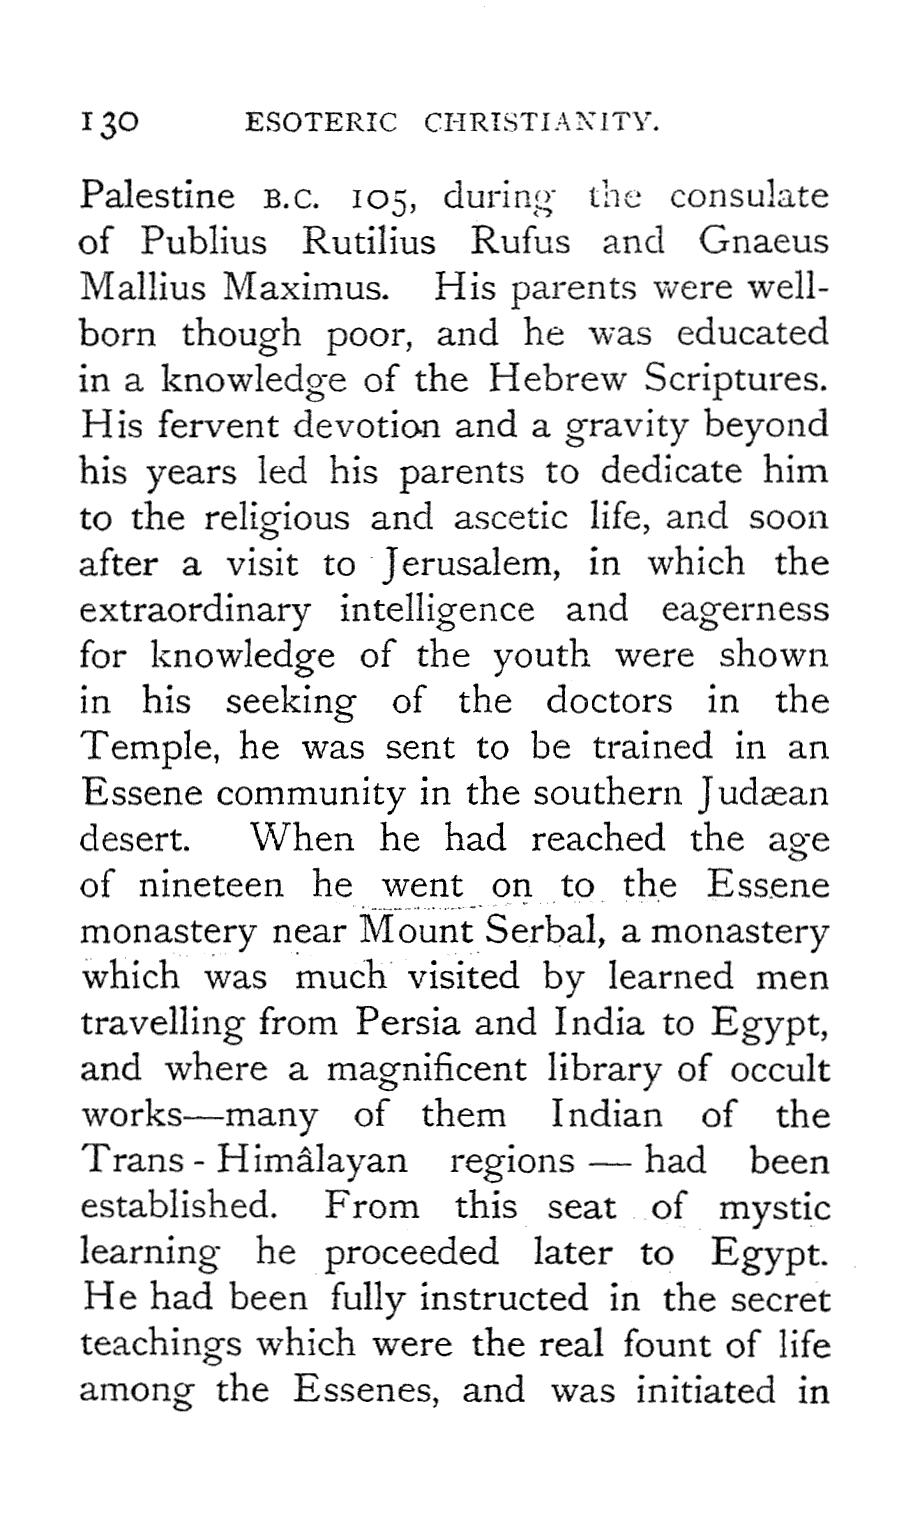 130 ESOTERIC CHRISTIANITY.
Palestine B.C. 105, during the consulate
of Publius Rutilius Rufus and Gnaeus
Mallius Maximus. His parents were well-
born though poor, and he was educated
in a knowledge of the Hebrew Scriptures.
His fervent devotion and a gravity beyond
his years led his parents to dedicate him
to the religious and ascetic life, and soon
after a visit to Jerusalem, in which the
extraordinary intelligence and eagerness
for knowledge of the youth were shown
in his seeking of the doctors in the
Temple, he was sent to be trained in an
Essene community in the southern Judæan
desert. When he had reached the age
of nineteen he went on to the Essene
monastery near Mount Serbal, a monastery
which was much visited by learned men
travelling from Persia and India to Egypt,
and where a magnificent library of occult
works—many of them Indian of the
Trans - Himâlayan regions — had been
established. From this seat of mystic
learning he proceeded later to Egypt.
He had been fully instructed in the secret
teachings which were the real fount of life
among the Essenes, and was initiated in